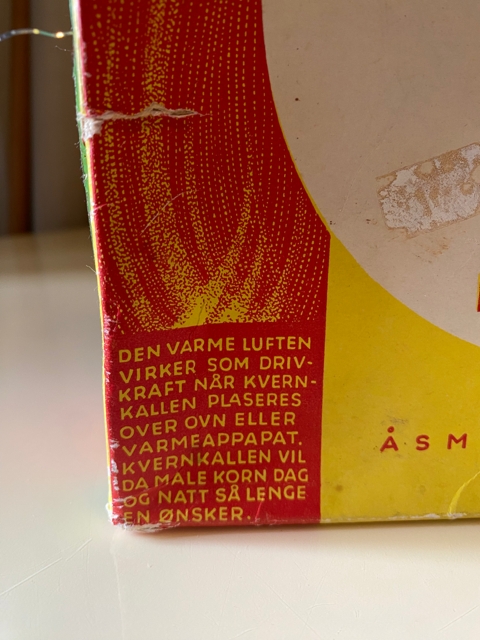 DEN VARME LUFTEN
VIRKER SOM DRIV-
KRAFT NÅR KVERN-
KALLEN PLASERES
OVER OVN ELLER
VARMEAPPAPAT.
KVERNKALLEN VIL
DA MALE KORN DAG
OG NATT SÅ LENGE
EN ØNSKER.
ÅSM